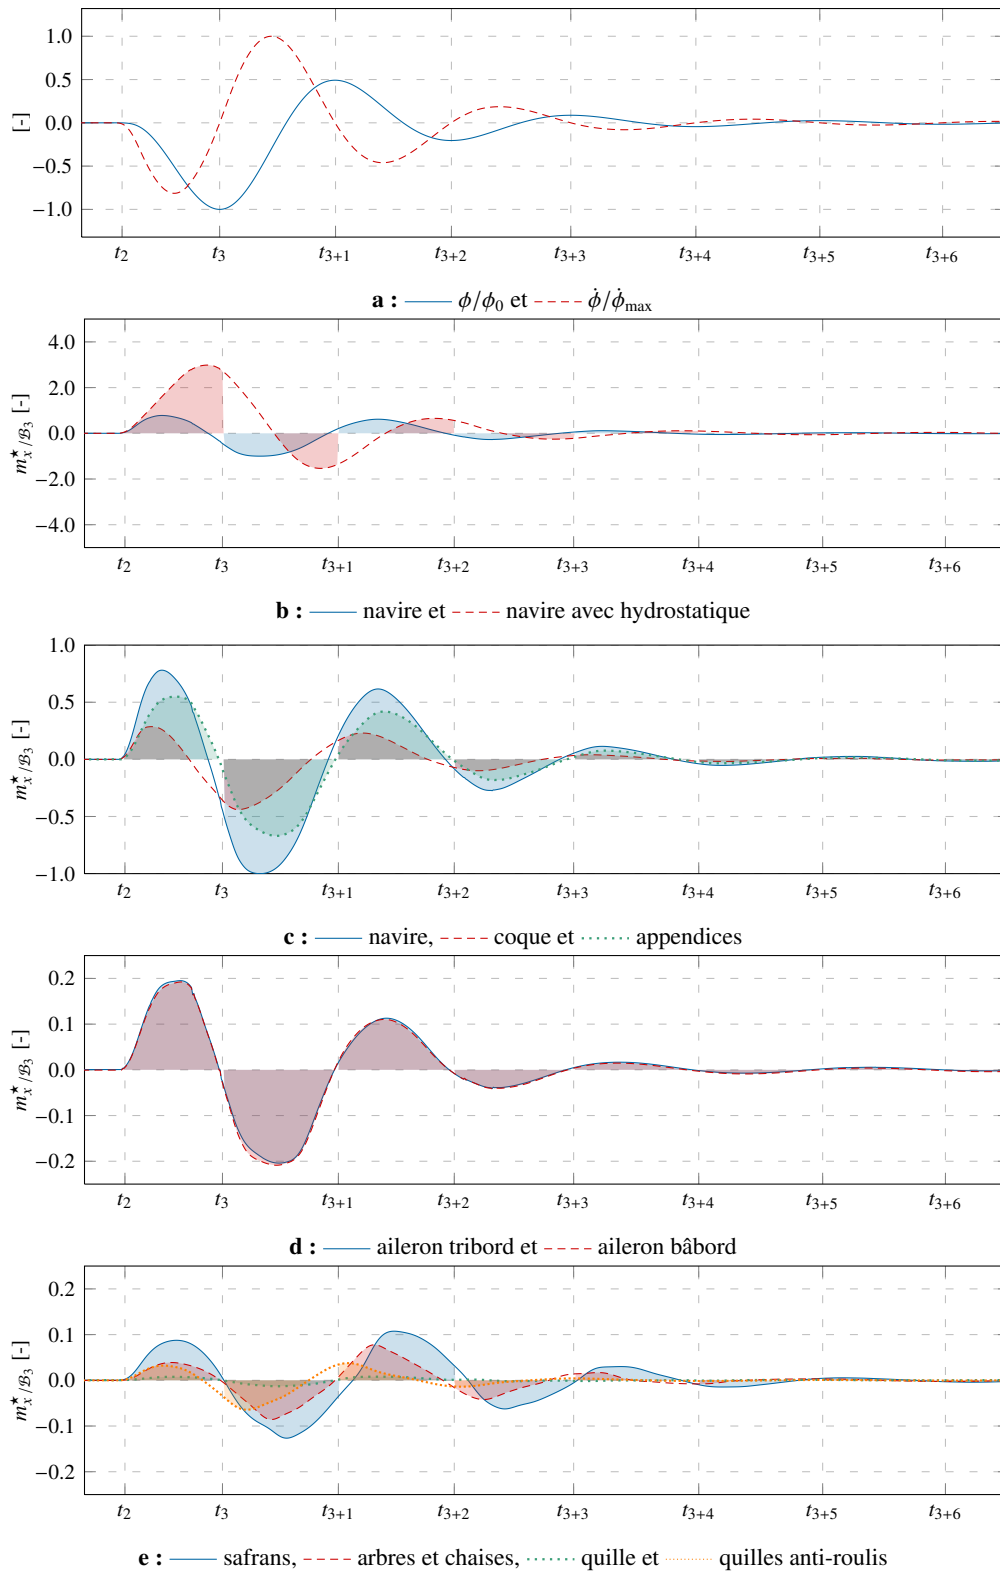 1.0
0.5
0.0
−0.5
−1.0
[-]
t2 t3 t3+1 t3+2 t3+3 t3+4 t3+5 t3+6
a : ϕ/ϕ0 et ϕ̇/ϕ̇max
4.0
2.0
0.0
−2.0
−4.0
m★x/ℬ3 [-]
t2 t3 t3+1 t3+2 t3+3 t3+4 t3+5 t3+6
b : navire et navire avec hydrostatique
1.0
0.5
0.0
−0.5
−1.0
m★x/ℬ3 [-]
t2 t3 t3+1 t3+2 t3+3 t3+4 t3+5 t3+6
c : navire, coque et appendices
0.2
0.1
0.0
−0.1
−0.2
m★x/ℬ3 [-]
t2 t3 t3+1 t3+2 t3+3 t3+4 t3+5 t3+6
d : aileron tribord et aileron bâbord
0.2
0.1
0.0
−0.1
−0.2
m★x/ℬ3 [-]
t2 t3 t3+1 t3+2 t3+3 t3+4 t3+5 t3+6
e : safrans, arbres et chaises, quille et quilles anti-roulis